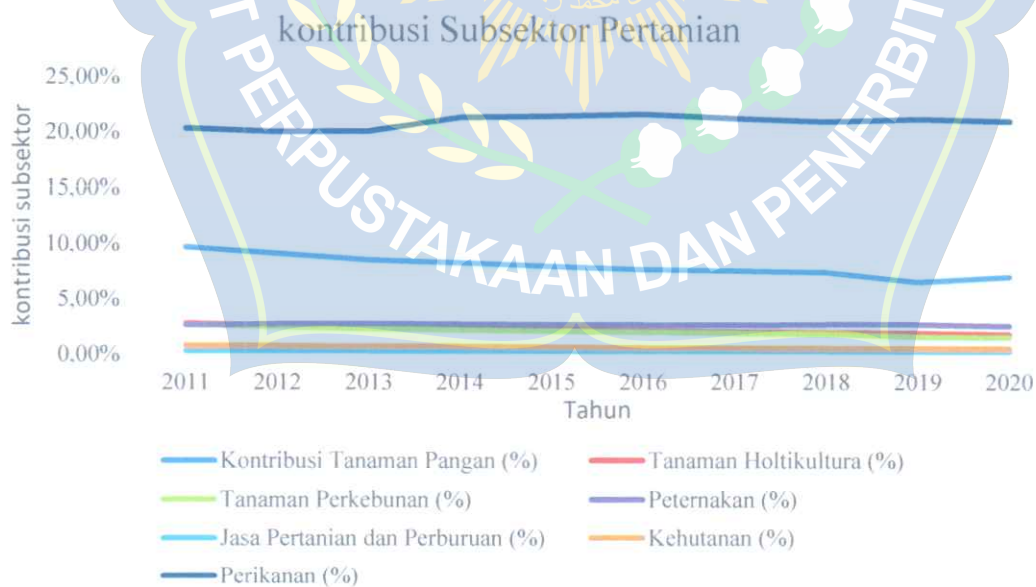 kontribusi Subsektor Pertanian
25,00%
20,00%
15,00%
10,00%
5,00%
0,00%
kontribusi subsektor
2011 2012 2013 2014 2015 2016 2017 2018 2019 2020
Tahun
Kontribusi Tanaman Pangan (%) Tanaman Holtikultura (%)
Tanaman Perkebunan (%) Peternakan (%)
Jasa Pertanian dan Perburuan (%) Kehutanan (%)
Perikanan (%)
PERPUSTAKAAN DAN PENERBIT